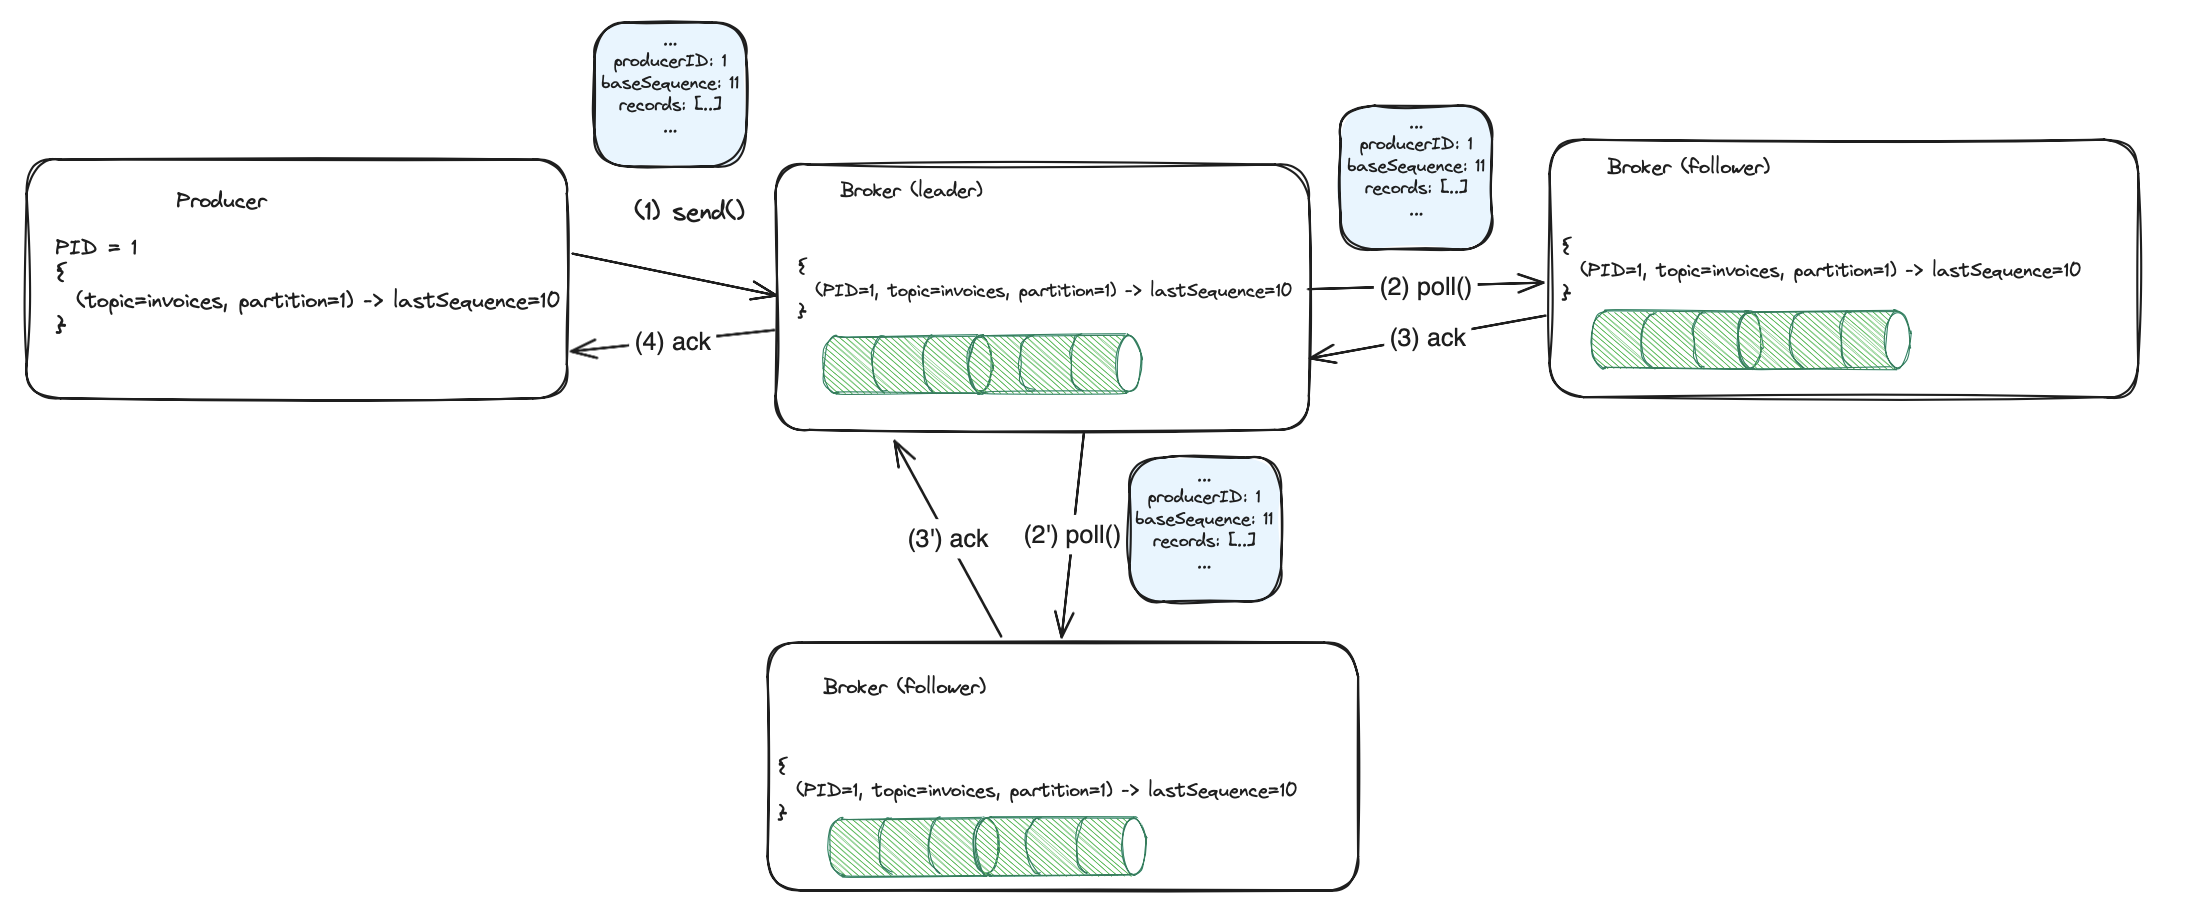 ...
producerID: 1
baseSequence: 11
records: [..]
...
Producer
PID = 1
{
(topic=invoices, partition=1) -> lastSequence=10
}
(1) send()
(4) ack
Broker (leader)
{
(PID=1, topic=invoices, partition=1) -> lastSequence=10
}
...
producerID: 1
baseSequence: 11
records: [..]
...
(2) poll()
(3) ack
Broker (follower)
{
(PID=1, topic=invoices, partition=1) -> lastSequence=10
}
(3') ack
(2') poll()
...
producerID: 1
baseSequence: 11
records: [..]
...
Broker (follower)
{
(PID=1, topic=invoices, partition=1) -> lastSequence=10
}